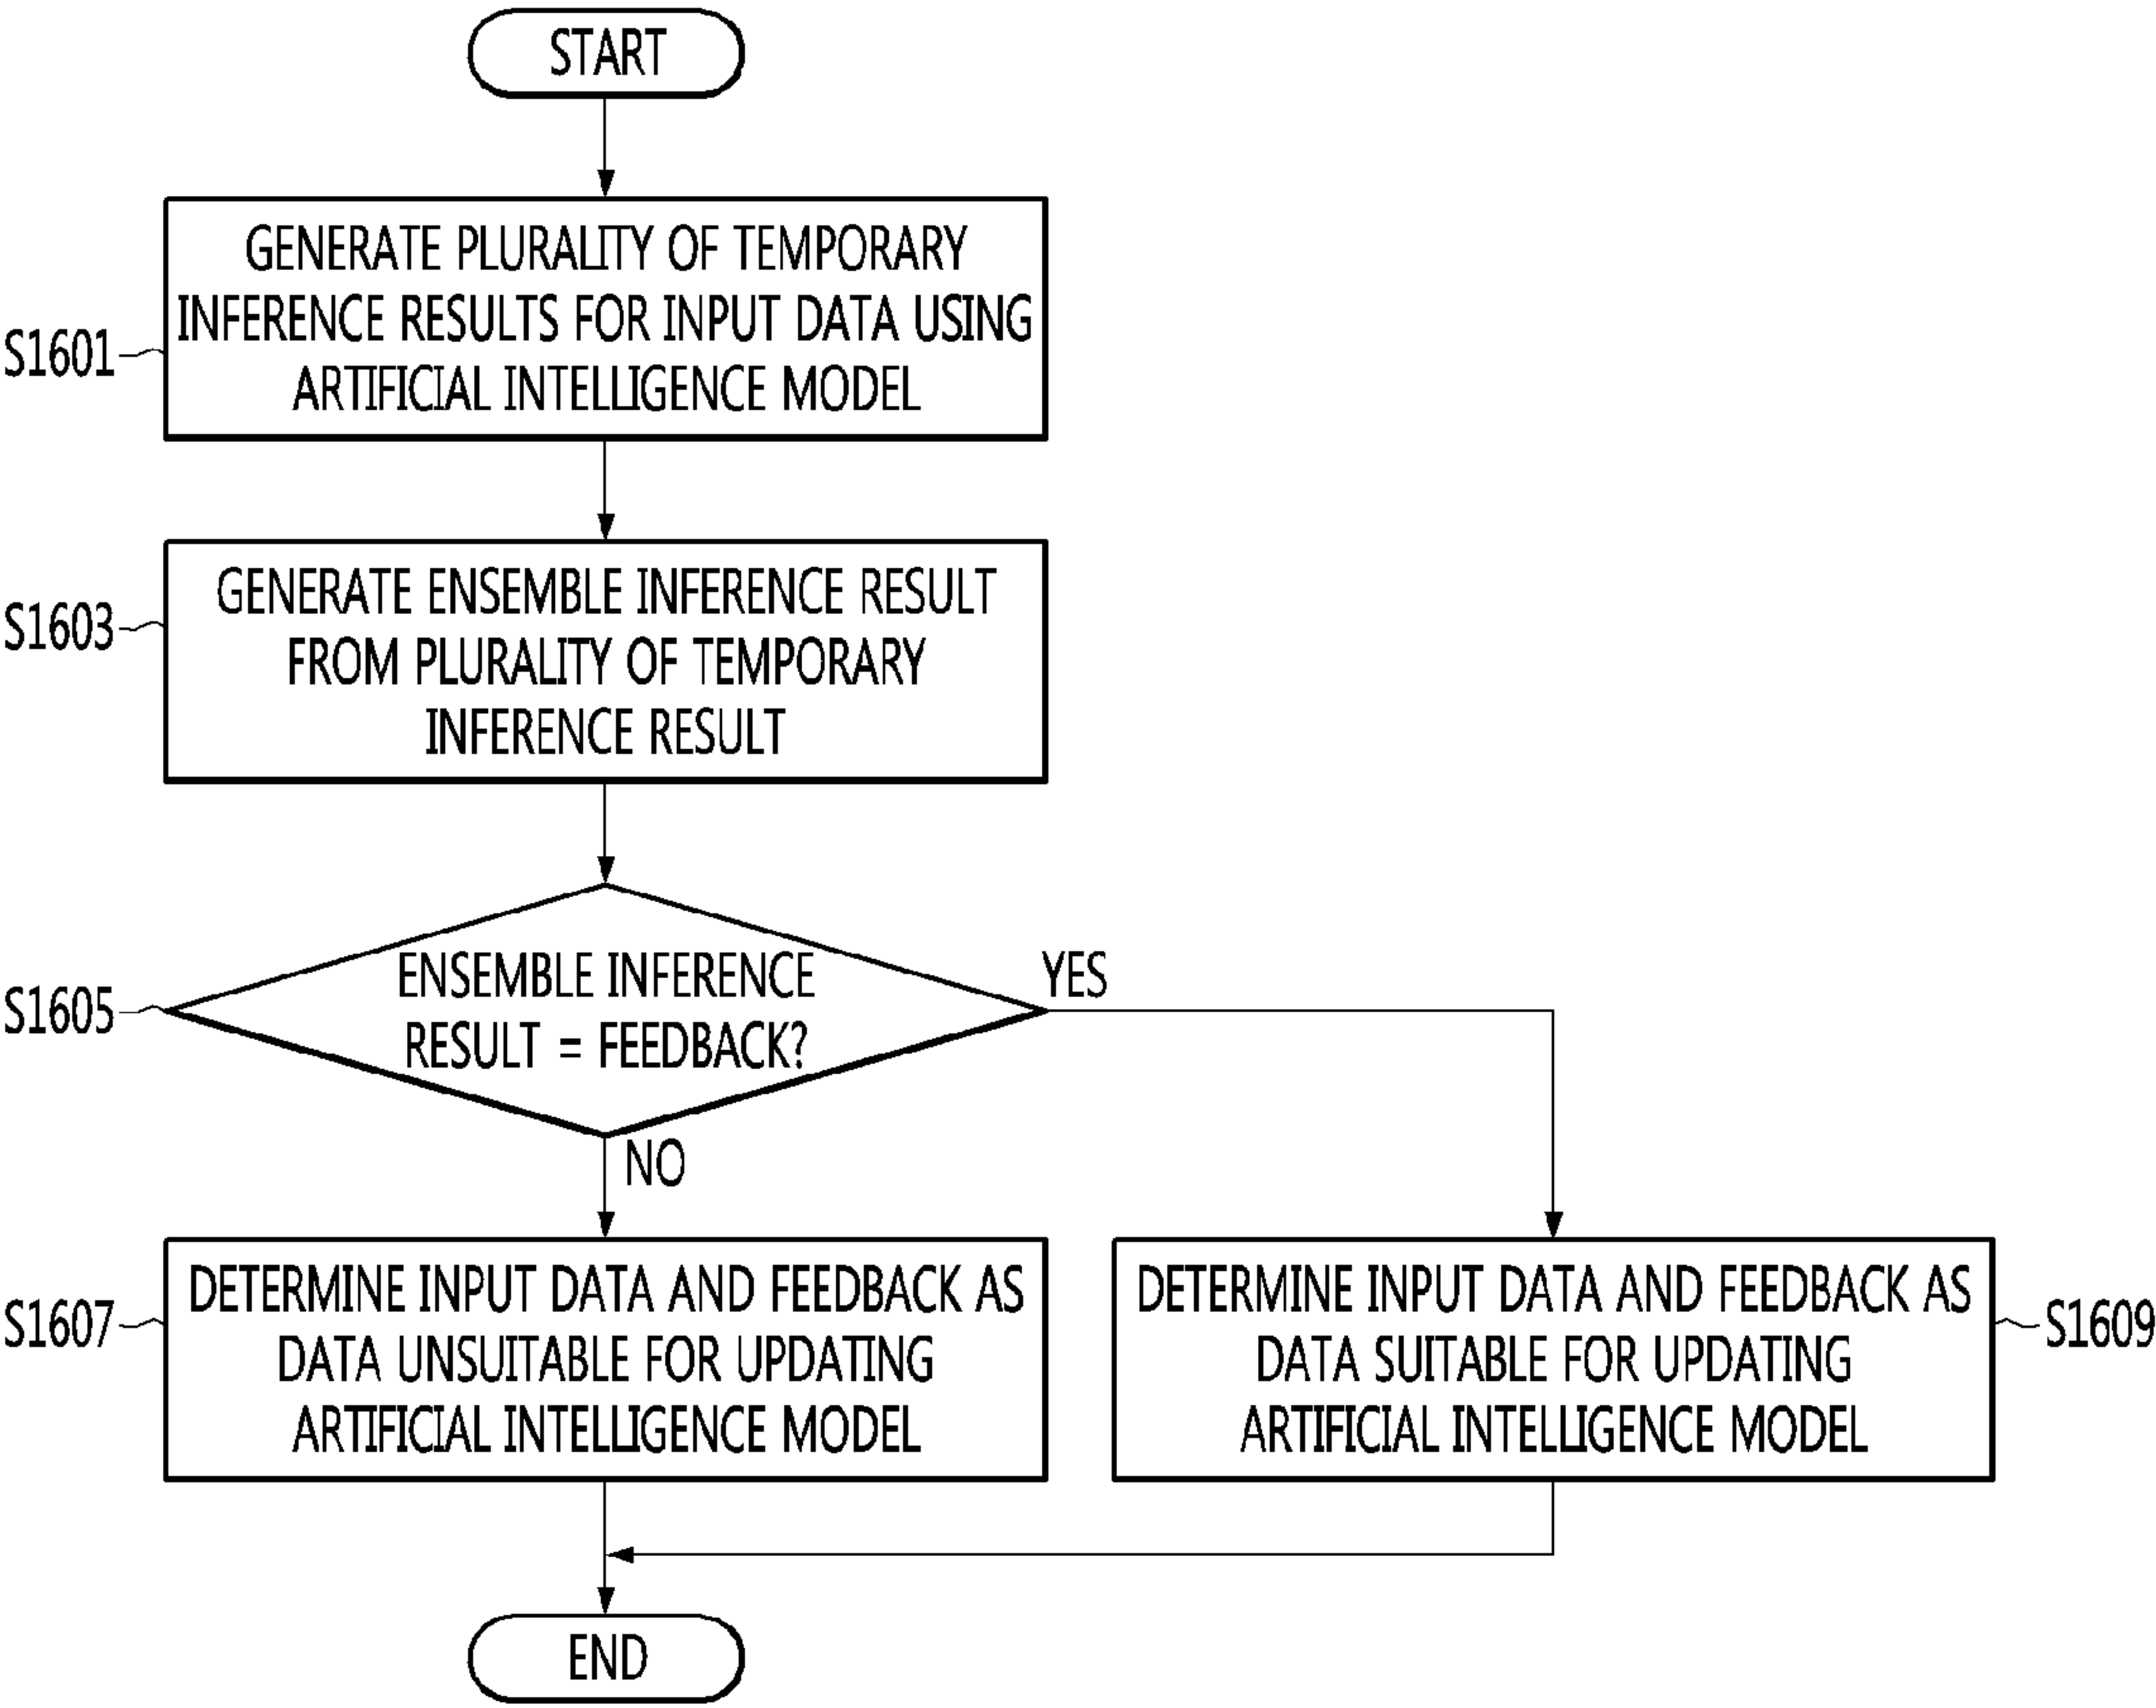 START
GENERATE PLURALITY OF TEMPORARY
INFERENCE RESULTS FOR INPUT DATA USING
ARTIFICIAL INTELLIGENCE MODEL
S1601
GENERATE ENSEMBLE INFERENCE RESULT
FROM PLURALITY OF TEMPORARY
INFERENCE RESULT
S1603
ENSEMBLE INFERENCE
RESULT = FEEDBACK?
S1605
YES
NO
DETERMINE INPUT DATA AND FEEDBACK AS
DATA UNSUITABLE FOR UPDATING
ARTIFICIAL INTELLIGENCE MODEL
S1607
DETERMINE INPUT DATA AND FEEDBACK AS
DATA SUITABLE FOR UPDATING
ARTIFICIAL INTELLIGENCE MODEL
S1609
END